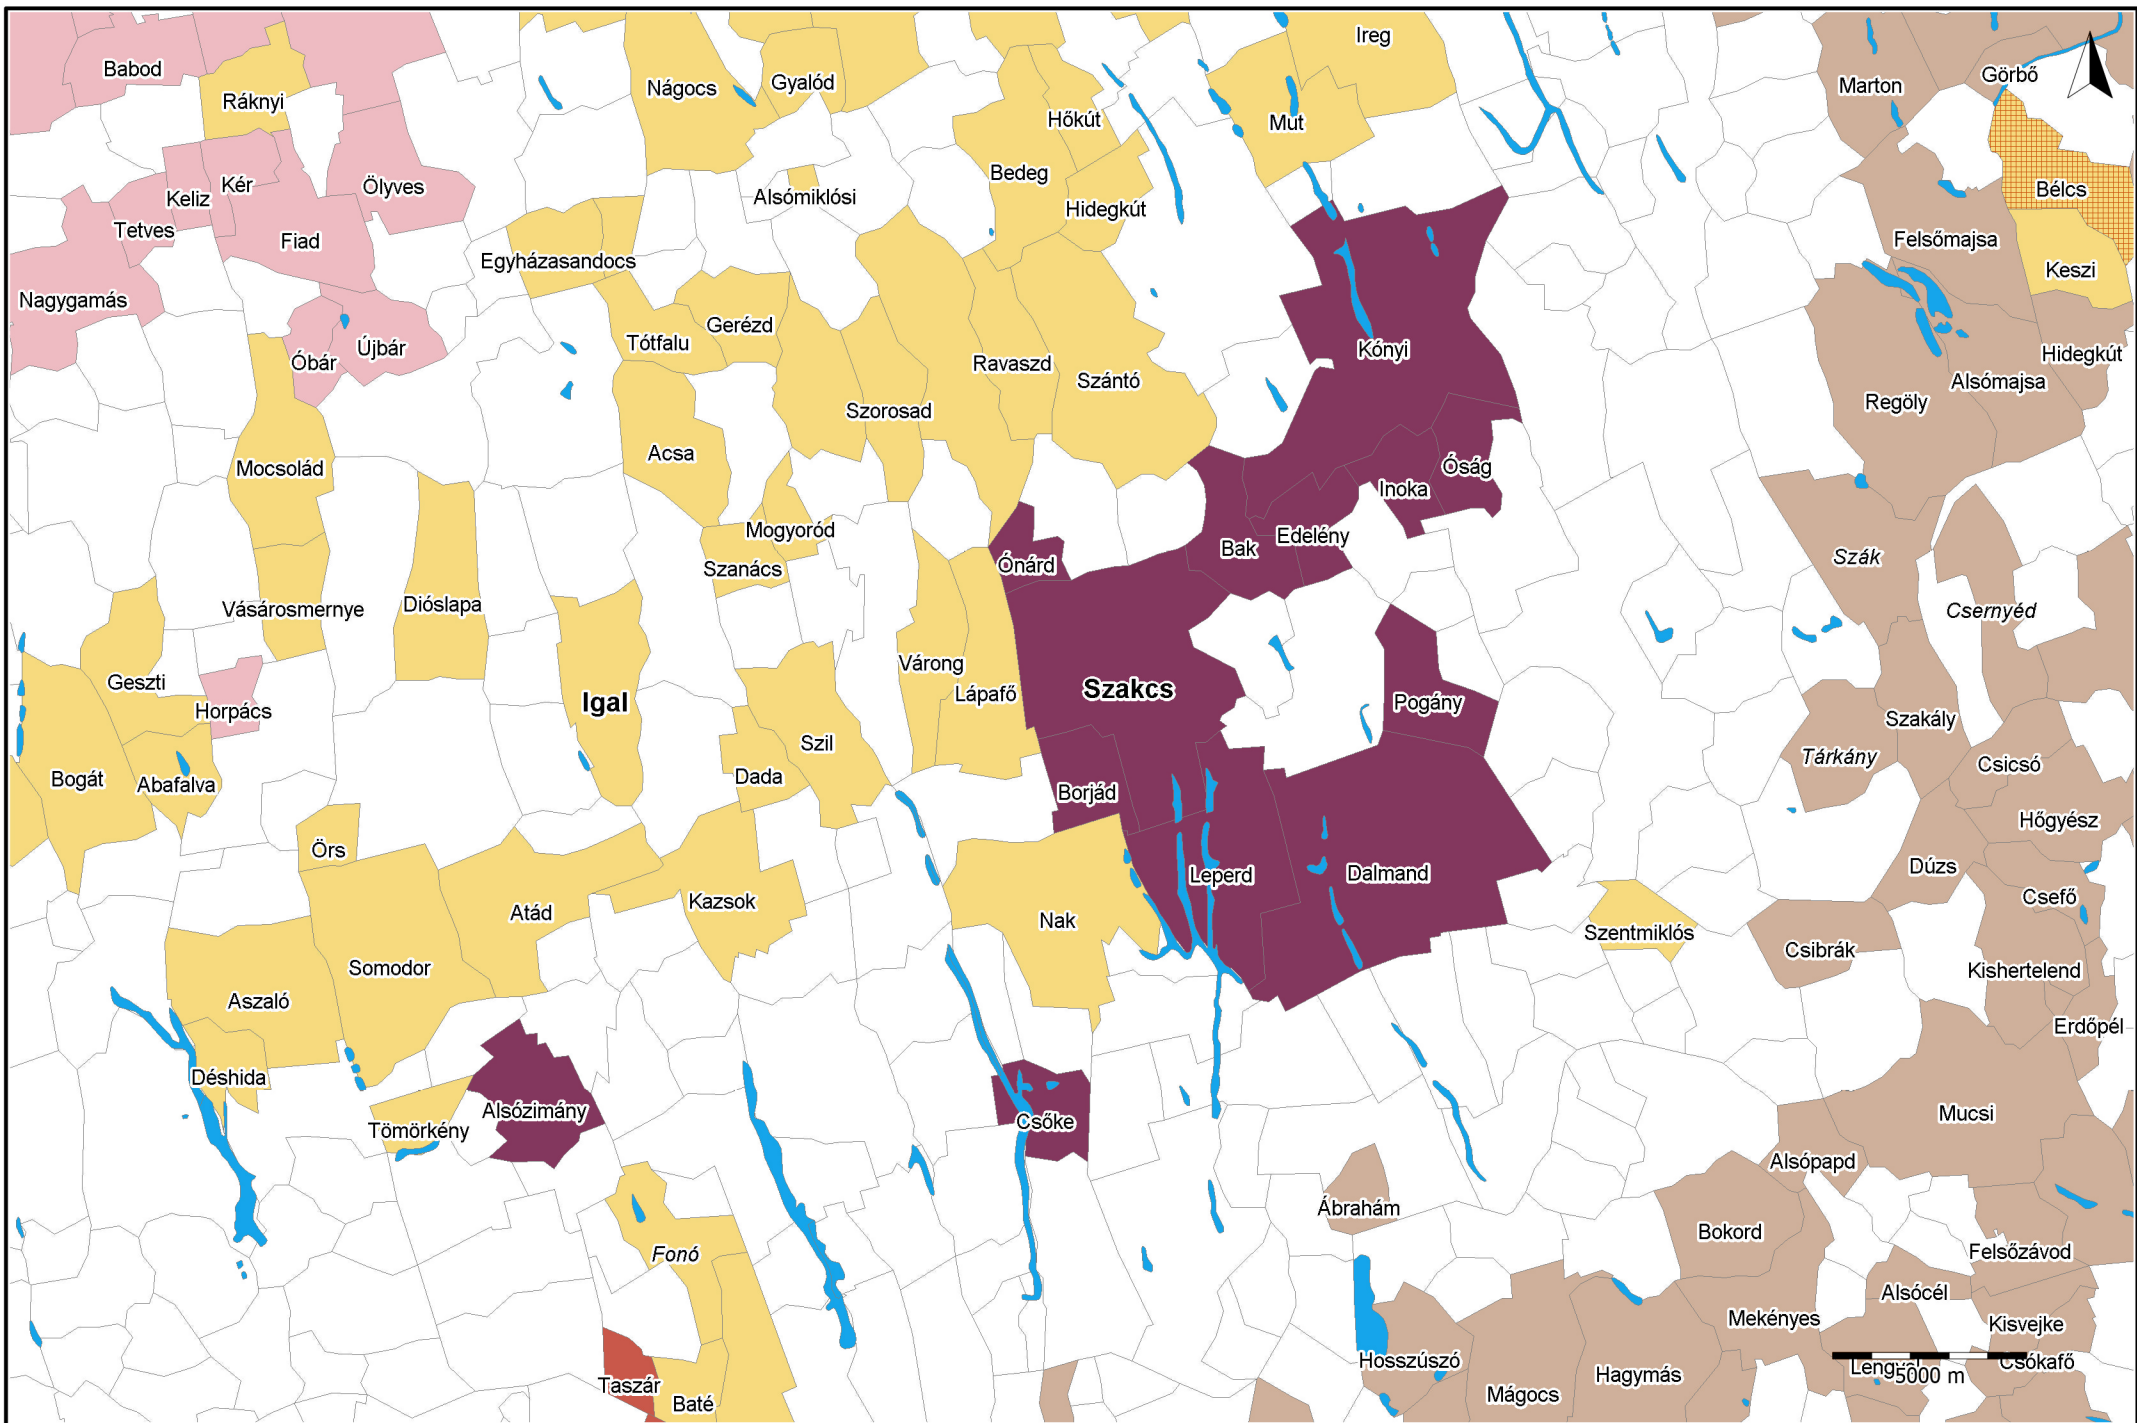 Ireg
Babod
Görbő
Gyalód
Marton
Nágocs
Ráknyi
Hőkút
Mut
Bedeg
Kér
Ölyves
Bélcs
Keliz
Alsómiklósi
Hidegkút
Tetves
Fiad
Felsőmajsa
Egyházasandocs
Keszi
Nagygamás
Gerézd
Tótfalu
Újbár
Kónyi
Hidegkút
Óbár
Ravaszd
Szántó
Alsómajsa
Regöly
Szorosad
Acsa
Mocsolád
Óság
Inoka
Mogyoród
Edelény
Bak
Szák
Ónárd
Szanács
Vásárosmernye
Dióslapa
Csernyéd
Várong
Geszti
Szakcs
Lápafő
Igal
Pogány
Horpács
Szakály
Szil
Tárkány
Csicsó
Dada
Bogát
Abafalva
Borjád
Hőgyész
Örs
Dúzs
Leperd
Dalmand
Csefő
Kazsok
Atád
Nak
Szentmiklós
Csibrák
Somodor
Kishertelend
Aszaló
Erdőpél
Déshida
Alsózimány
Mucsi
Csőke
Tömörkény
Alsópapd
Ábrahám
Bokord
Fonó
Felsőzávod
Alsócél
Mekényes
Kisvejke
Hosszúszó
Csókafő
Lengyel
5000 m
Hagymás
Taszár
Mágocs
Baté